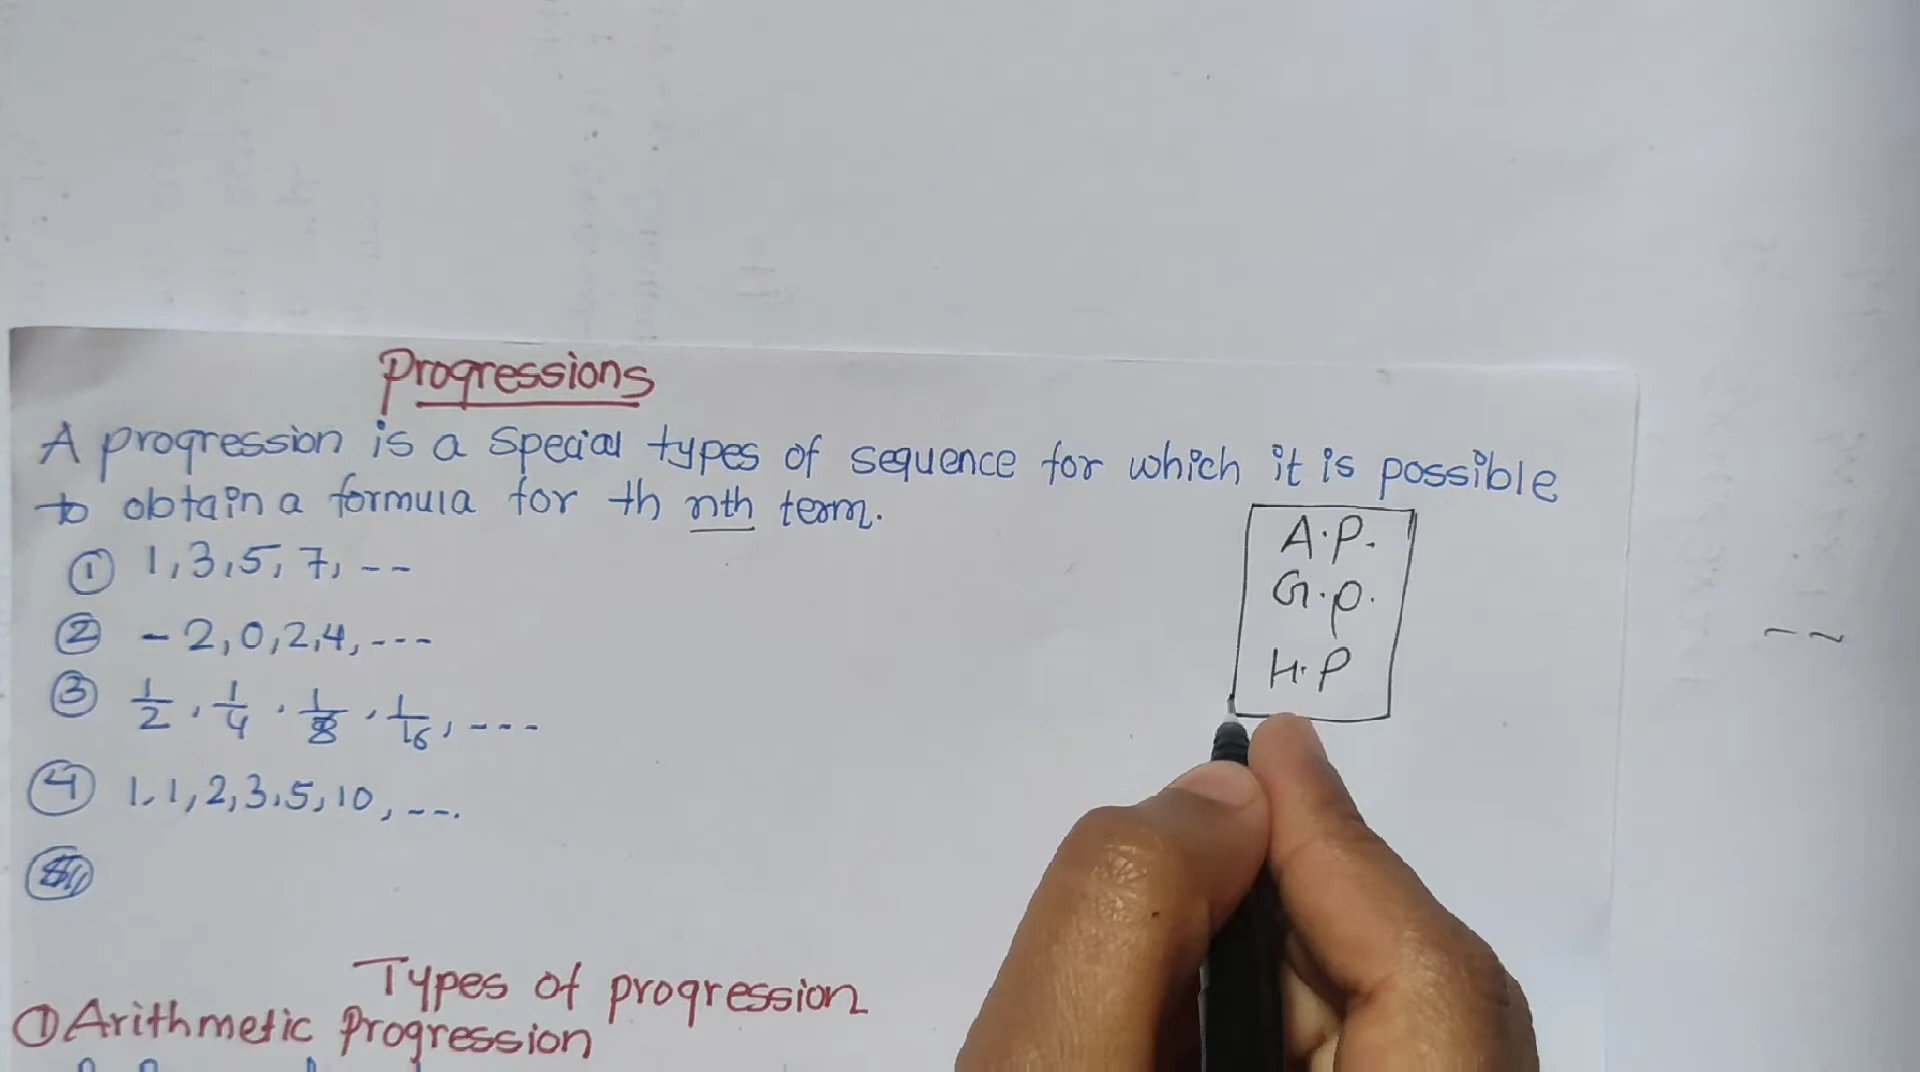 Progressions
A progression is a special types of sequence for which it is possible
to obtain a formula for th nth term.
① 1, 3, 5, 7, --
② -2, 0, 2, 4, ---
③ 1/2, 1/4, 1/8, 1/16, ---
④ 1, 1, 2, 3, 5, 10, --.
A.P.
G.P.
H.P
Types of progression
① Arithmetic Progression